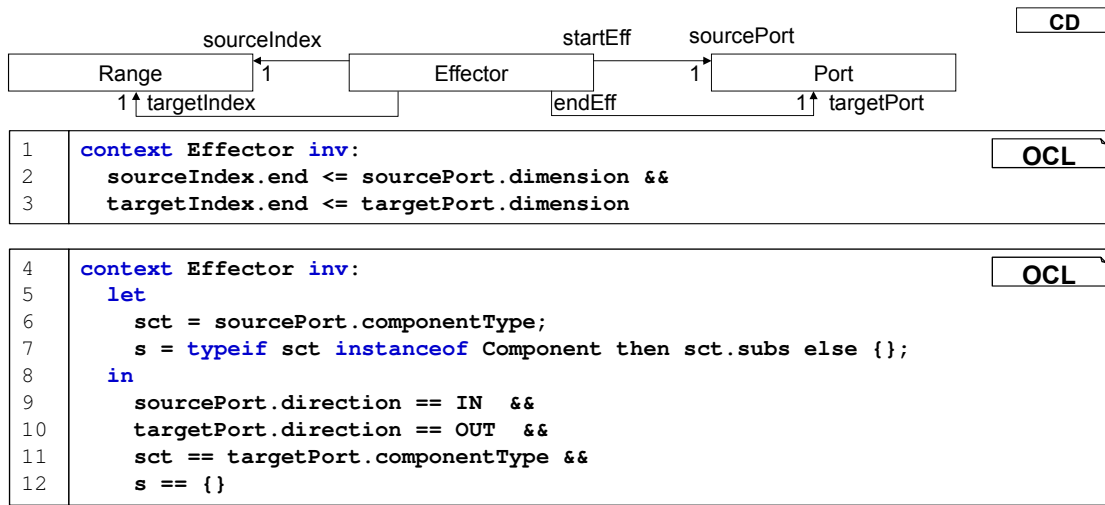 CD
sourceIndex startEff sourcePort
Range 1 Effector 1 Port
1 targetIndex endEff 1 targetPort
OCL
1 context Effector inv:
2 sourceIndex.end <= sourcePort.dimension &&
3 targetIndex.end <= targetPort.dimension
OCL
4 context Effector inv:
5 let
6 sct = sourcePort.componentType;
7 s = typeif sct instanceof Component then sct.subs else {};
8 in
9 sourcePort.direction == IN &&
10 targetPort.direction == OUT &&
11 sct == targetPort.componentType &&
12 s == {}